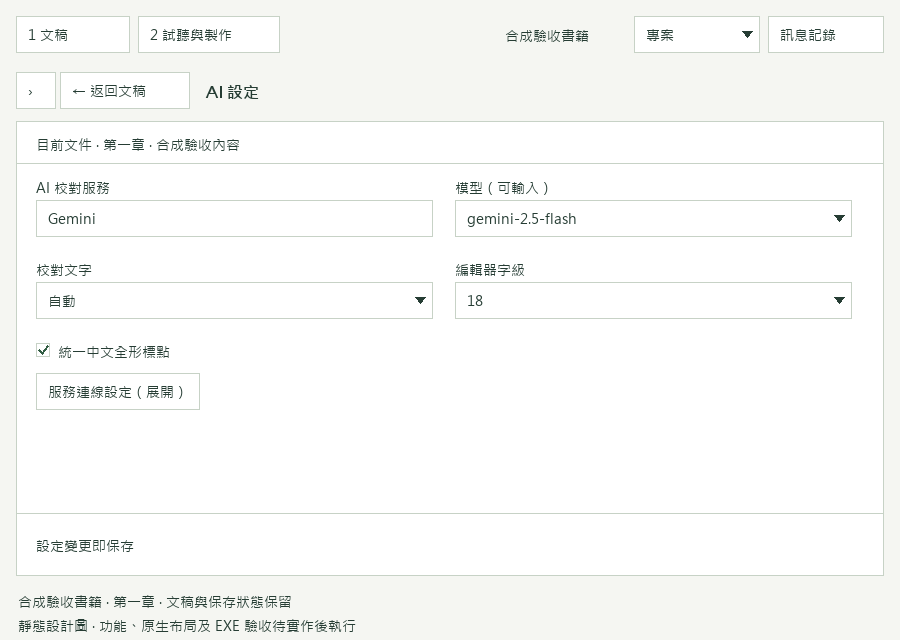 1 文稿
2 試聽與製作
合成驗收書籍
專案
訊息記錄
›
← 返回文稿
AI 設定
目前文件 · 第一章 · 合成驗收內容
AI 校對服務
模型（可輸入）
Gemini
gemini-2.5-flash
校對文字
編輯器字級
自動
18
統一中文全形標點
服務連線設定（展開）
設定變更即保存
合成驗收書籍 · 第一章 · 文稿與保存狀態保留
靜態設計圖 · 功能、原生布局及 EXE 驗收待實作後執行